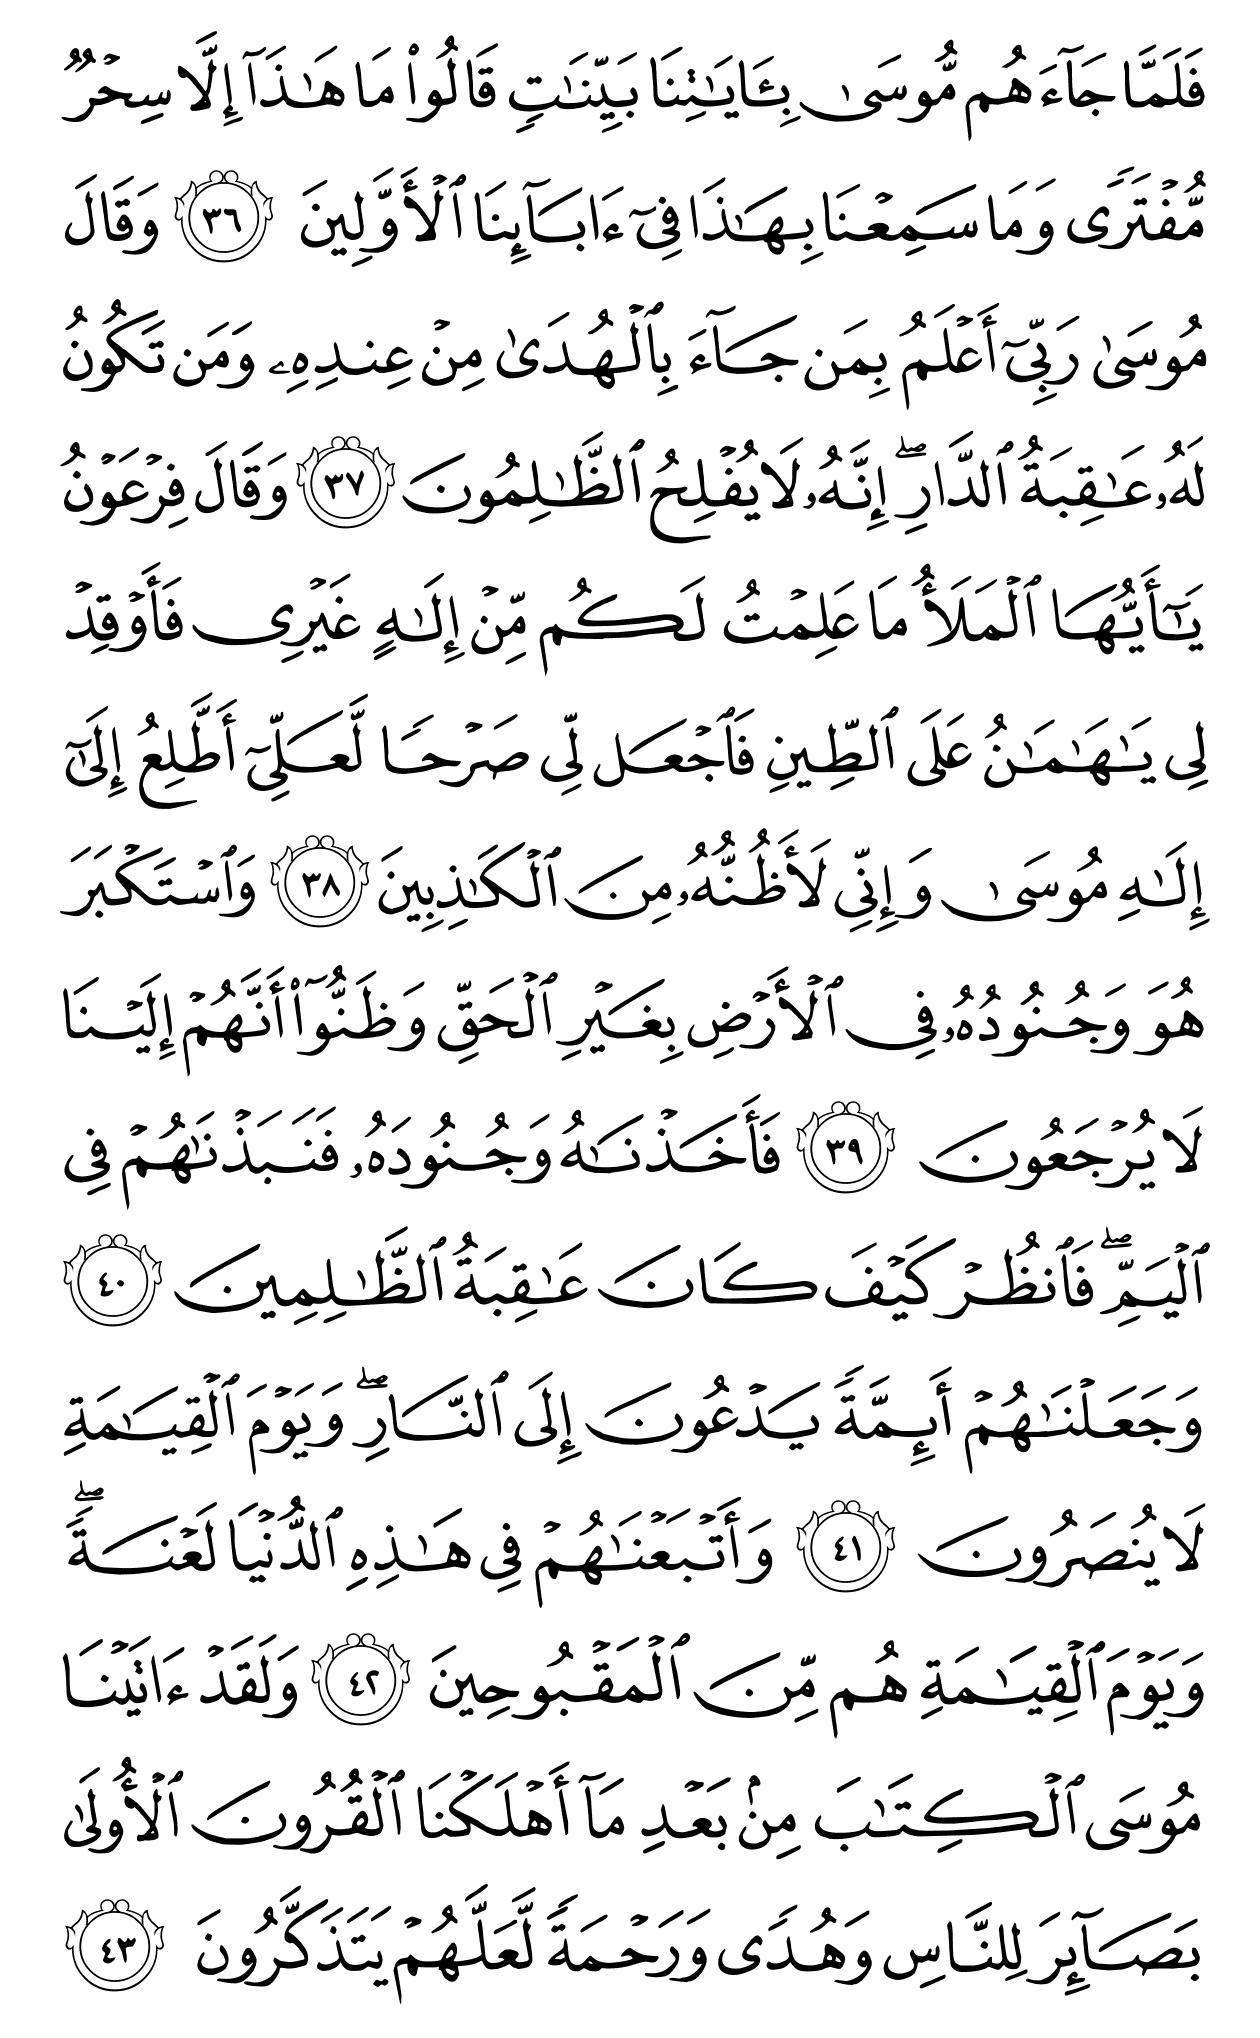 فَلَمَّا جَآءَهُم مُّوسَىٰ بِـَٔايَـٰتِنَا بَيِّنَـٰتٍ قَالُوا۟ مَا هَـٰذَآ إِلَّا سِحْرٌ
مُّفْتَرًى وَمَا سَمِعْنَا بِهَـٰذَا فِىٓ ءَابَآئِنَا ٱلْأَوَّلِينَ ٣٦ وَقَالَ
مُوسَىٰ رَبِّىٓ أَعْلَمُ بِمَن جَآءَ بِٱلْهُدَىٰ مِنْ عِندِهِۦ وَمَن تَكُونُ
لَهُۥ عَـٰقِبَةُ ٱلدَّارِ ۖ إِنَّهُۥ لَا يُفْلِحُ ٱلظَّـٰلِمُونَ ٣٧ وَقَالَ فِرْعَوْنُ
يَـٰٓأَيُّهَا ٱلْمَلَأُ مَا عَلِمْتُ لَكُم مِّنْ إِلَـٰهٍ غَيْرِى فَأَوْقِدْ
لِى يَـٰهَـٰمَـٰنُ عَلَى ٱلطِّينِ فَٱجْعَل لِّى صَرْحًا لَّعَلِّىٓ أَطَّلِعُ إِلَىٰٓ
إِلَـٰهِ مُوسَىٰ وَإِنِّى لَأَظُنُّهُۥ مِنَ ٱلْكَـٰذِبِينَ ٣٨ وَٱسْتَكْبَرَ
هُوَ وَجُنُودُهُۥ فِى ٱلْأَرْضِ بِغَيْرِ ٱلْحَقِّ وَظَنُّوٓا۟ أَنَّهُمْ إِلَيْنَا
لَا يُرْجَعُونَ ٣٩ فَأَخَذْنَـٰهُ وَجُنُودَهُۥ فَنَبَذْنَـٰهُمْ فِى
ٱلْيَمِّ ۖ فَٱنظُرْ كَيْفَ كَانَ عَـٰقِبَةُ ٱلظَّـٰلِمِينَ ٤٠
وَجَعَلْنَـٰهُمْ أَئِمَّةً يَدْعُونَ إِلَى ٱلنَّارِ ۖ وَيَوْمَ ٱلْقِيَـٰمَةِ
لَا يُنصَرُونَ ٤١ وَأَتْبَعْنَـٰهُمْ فِى هَـٰذِهِ ٱلدُّنْيَا لَعْنَةً ۖ
وَيَوْمَ ٱلْقِيَـٰمَةِ هُم مِّنَ ٱلْمَقْبُوحِينَ ٤٢ وَلَقَدْ ءَاتَيْنَا
مُوسَى ٱلْكِتَـٰبَ مِنۢ بَعْدِ مَآ أَهْلَكْنَا ٱلْقُرُونَ ٱلْأُولَىٰ
بَصَآئِرَ لِلنَّاسِ وَهُدًى وَرَحْمَةً لَّعَلَّهُمْ يَتَذَكَّرُونَ ٤٣